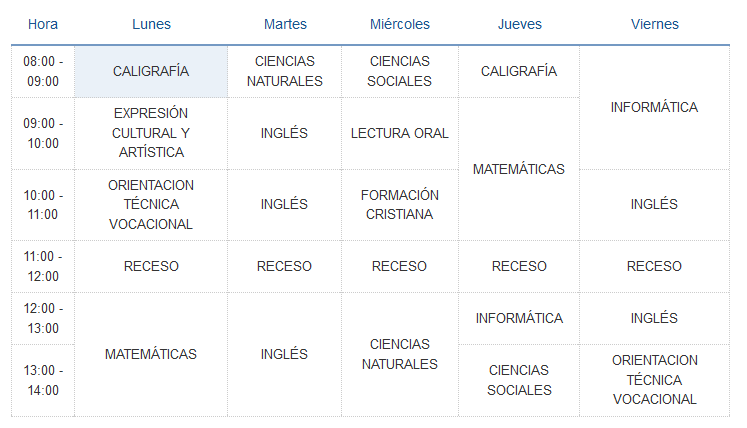 Hora Lunes Martes Miércoles Jueves Viernes
08:00 -
09:00
CALIGRAFÍA
CIENCIAS
NATURALES
CIENCIAS
SOCIALES
CALIGRAFÍA
INFORMÁTICA
09:00 -
10:00
EXPRESIÓN
CULTURAL Y
ARTÍSTICA
INGLÉS
LECTURA ORAL
MATEMÁTICAS
10:00 -
11:00
ORIENTACION
TÉCNICA
VOCACIONAL
INGLÉS
FORMACIÓN
CRISTIANA
INGLÉS
11:00 -
12:00
RECESO
RECESO
RECESO
RECESO
RECESO
12:00 -
13:00
MATEMÁTICAS
INGLÉS
CIENCIAS
NATURALES
INFORMÁTICA
INGLÉS
13:00 -
14:00
CIENCIAS
SOCIALES
ORIENTACION
TÉCNICA
VOCACIONAL